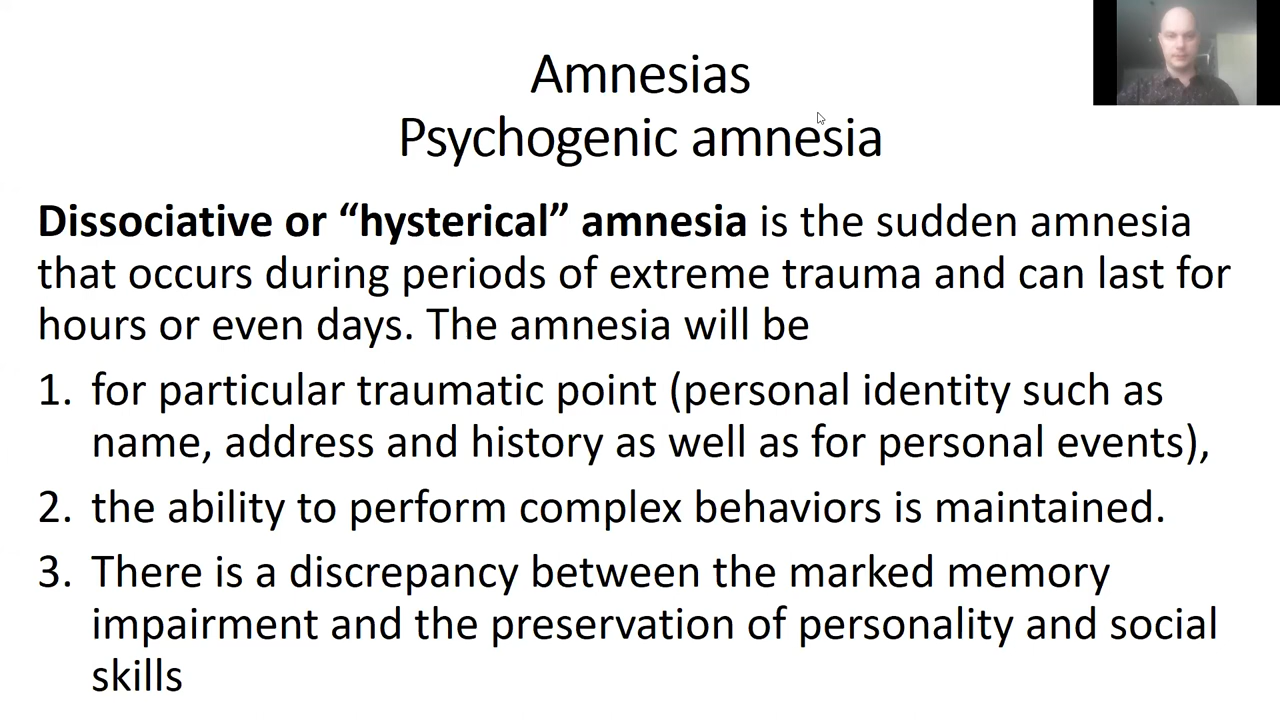 Amnesias
Psychogenic amnesia
Dissociative or “hysterical” amnesia is the sudden amnesia
that occurs during periods of extreme trauma and can last for
hours or even days. The amnesia will be
1. for particular traumatic point (personal identity such as
name, address and history as well as for personal events),
2. the ability to perform complex behaviors is maintained.
3. There is a discrepancy between the marked memory
impairment and the preservation of personality and social
skills